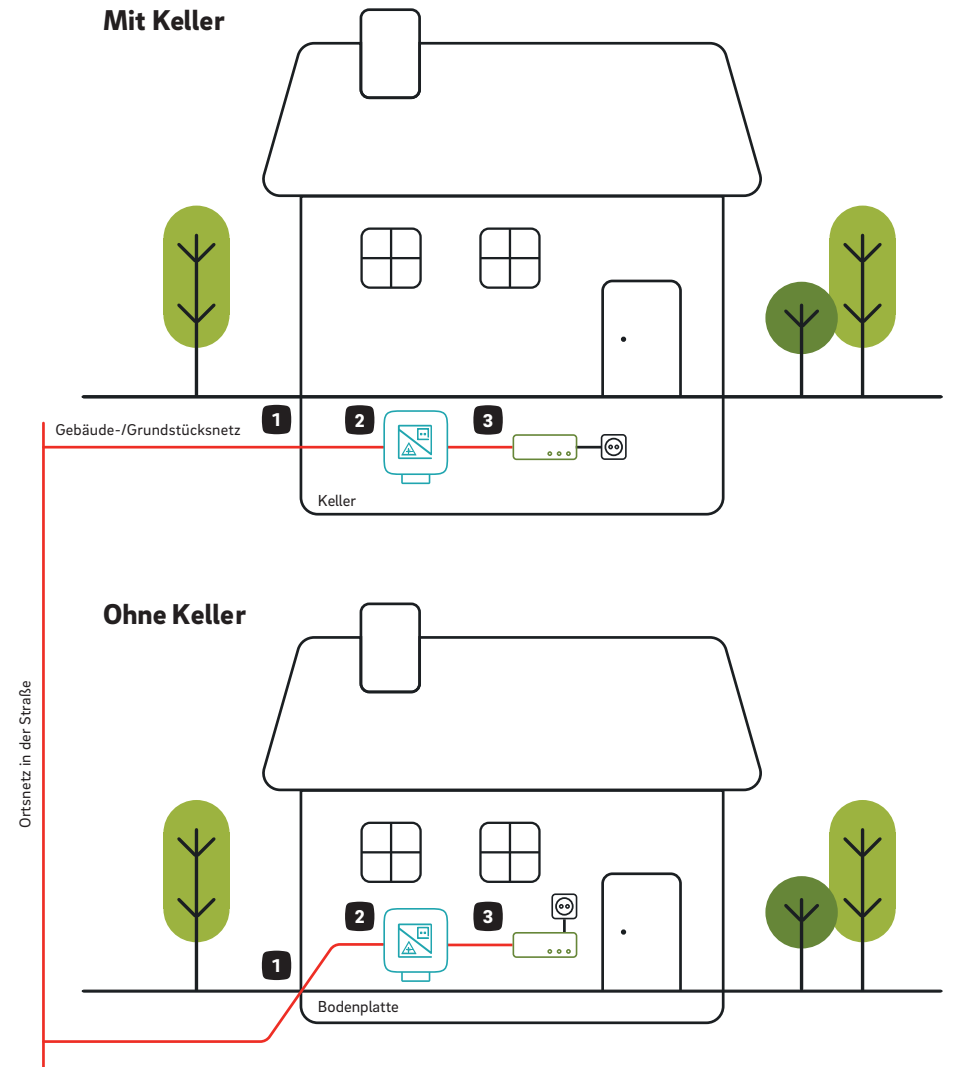 Mit Keller
1
2
3
Gebäude-/Grundstücksnetz
Keller
Ohne Keller
Ortsnetz in der Straße
2
3
1
Bodenplatte